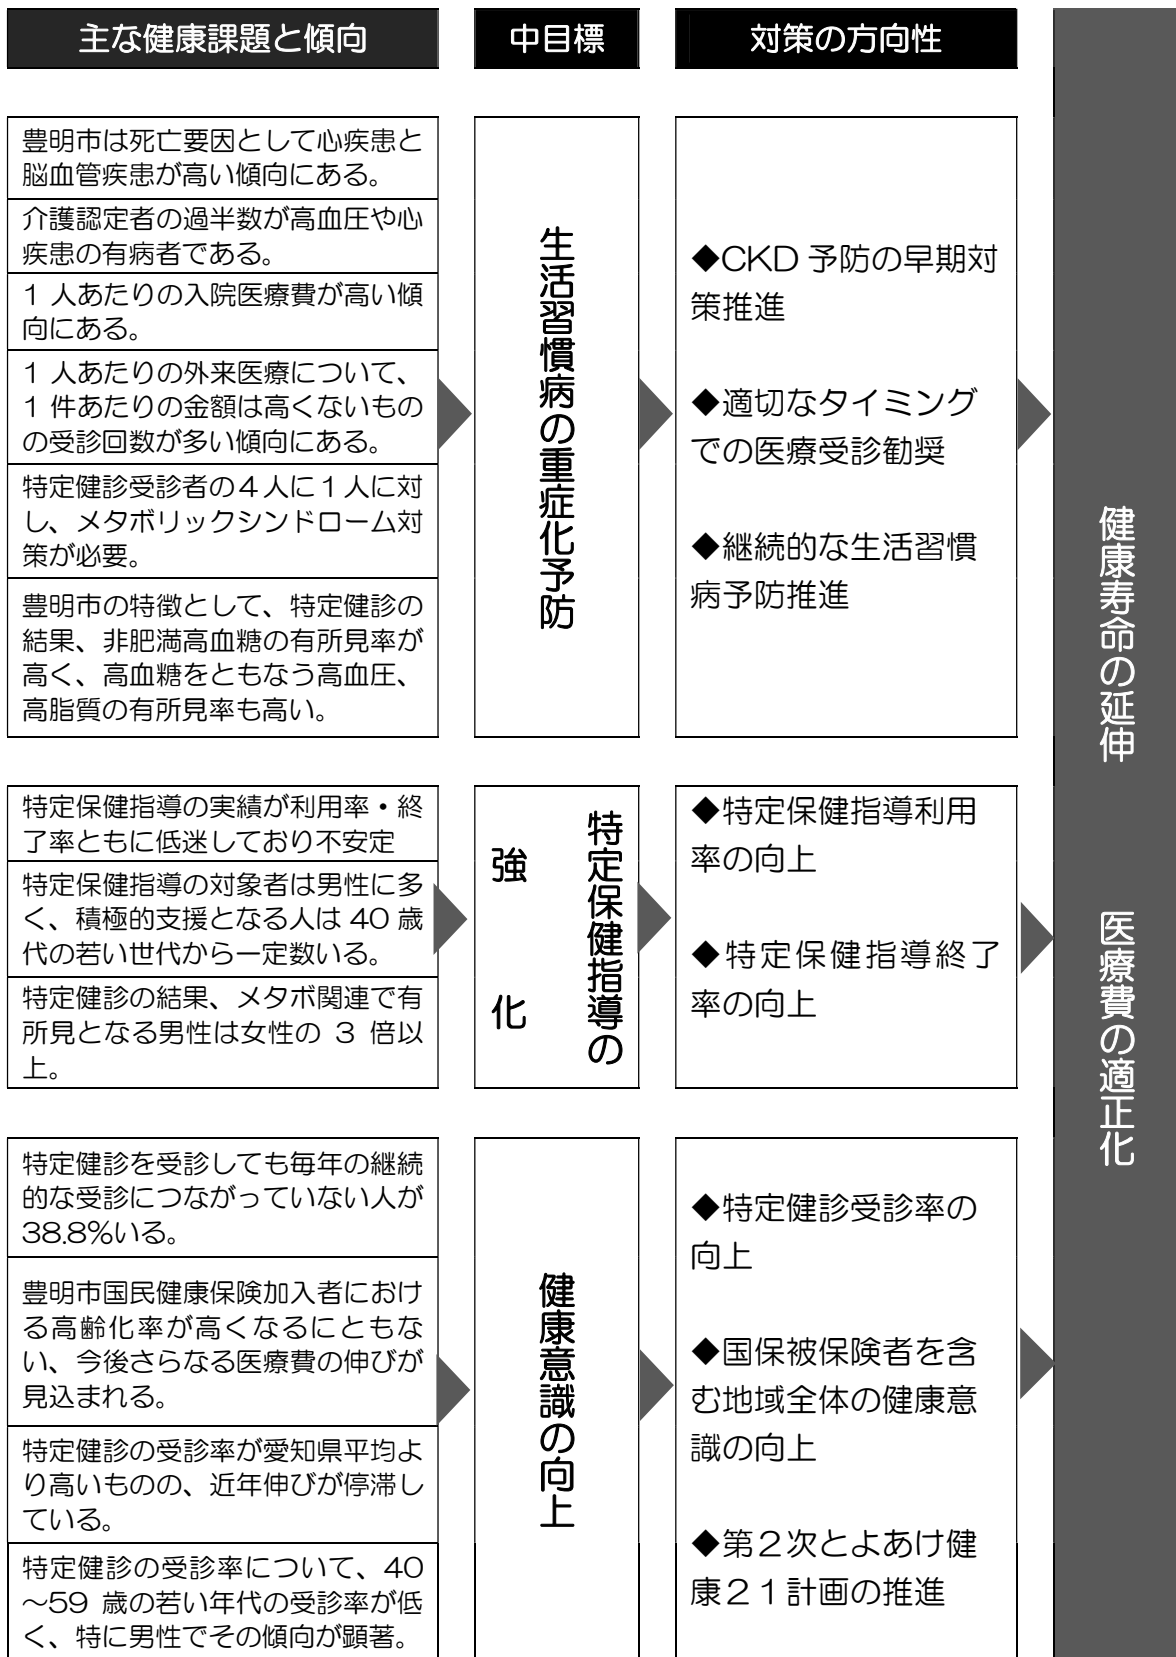 主な健康課題と傾向
中目標
対策の方向性
豊明市は死亡要因として心疾患と
脳血管疾患が高い傾向にある。
介護認定者の過半数が高血圧や心
疾患の有病者である。
1 人あたりの入院医療費が高い傾
向にある。
1 人あたりの外来医療について、
1 件あたりの金額は高くないもの
の受診回数が多い傾向にある。
特定健診受診者の4人に1人に対
し、メタボリックシンドローム対
策が必要。
豊明市の特徴として、特定健診の
結果、非肥満高血糖の有所見率が
高く、高血糖をともなう高血圧、
高脂質の有所見率も高い。
生活習慣病の重症化予防
◆CKD 予防の早期対
策推進
◆適切なタイミング
での医療受診勧奨
◆継続的な生活習慣
病予防推進
特定保健指導の実績が利用率・終
了率ともに低迷しており不安定
特定保健指導の対象者は男性に多
く、積極的支援となる人は 40 歳
代の若い世代から一定数いる。
特定健診の結果、メタボ関連で有
所見となる男性は女性の 3 倍以
上。
特定保健指導の
強化
◆特定保健指導利用
率の向上
◆特定保健指導終了
率の向上
特定健診を受診しても毎年の継続
的な受診につながっていない人が
38.8%いる。
豊明市国民健康保険加入者におけ
る高齢化率が高くなるにともな
い、今後さらなる医療費の伸びが
見込まれる。
特定健診の受診率が愛知県平均よ
り高いものの、近年伸びが停滞し
ている。
特定健診の受診率について、40
～59 歳の若い年代の受診率が低
く、特に男性でその傾向が顕著。
健康意識の向上
◆特定健診受診率の
向上
◆国保被保険者を含
む地域全体の健康意
識の向上
◆第2次とよあけ健
康21計画の推進
健康寿命の延伸
医療費の適正化